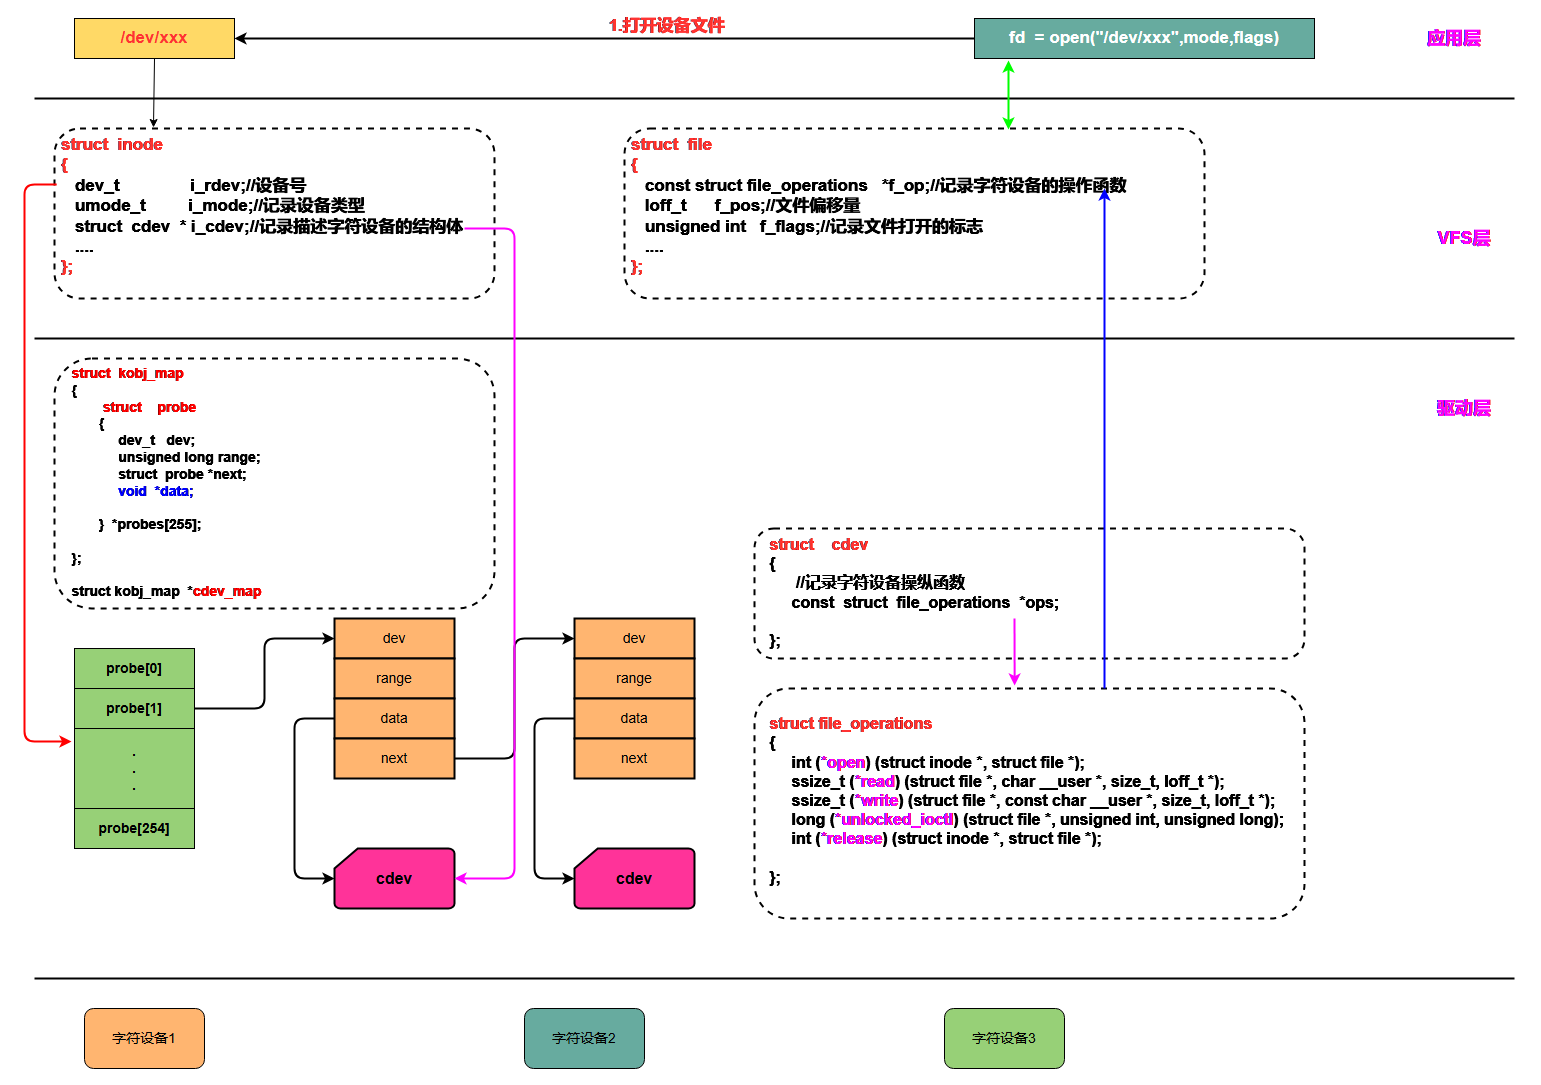 1.打开设备文件
/dev/xxx
fd = open("/dev/xxx",mode,flags)
应用层
struct inode
{
dev_t i_rdev;//设备号
umode_t i_mode;//记录设备类型
struct cdev * i_cdev;//记录描述字符设备的结构体
....
};
struct file
{
const struct file_operations *f_op;//记录字符设备的操作函数
loff_t f_pos;//文件偏移量
unsigned int f_flags;//记录文件打开的标志
....
};
VFS层
struct kobj_map
{
struct probe
{
dev_t dev;
unsigned long range;
struct probe *next;
void *data;
} *probes[255];
};
struct kobj_map *cdev_map
驱动层
struct cdev
{
//记录字符设备操纵函数
const struct file_operations *ops;
};
probe[0]
probe[1]
.
.
.
probe[254]
dev
range
data
next
cdev
dev
range
data
next
cdev
struct file_operations
{
int (*open) (struct inode *, struct file *);
ssize_t (*read) (struct file *, char __user *, size_t, loff_t *);
ssize_t (*write) (struct file *, const char __user *, size_t, loff_t *);
long (*unlocked_ioctl) (struct file *, unsigned int, unsigned long);
int (*release) (struct inode *, struct file *);
};
字符设备1
字符设备2
字符设备3